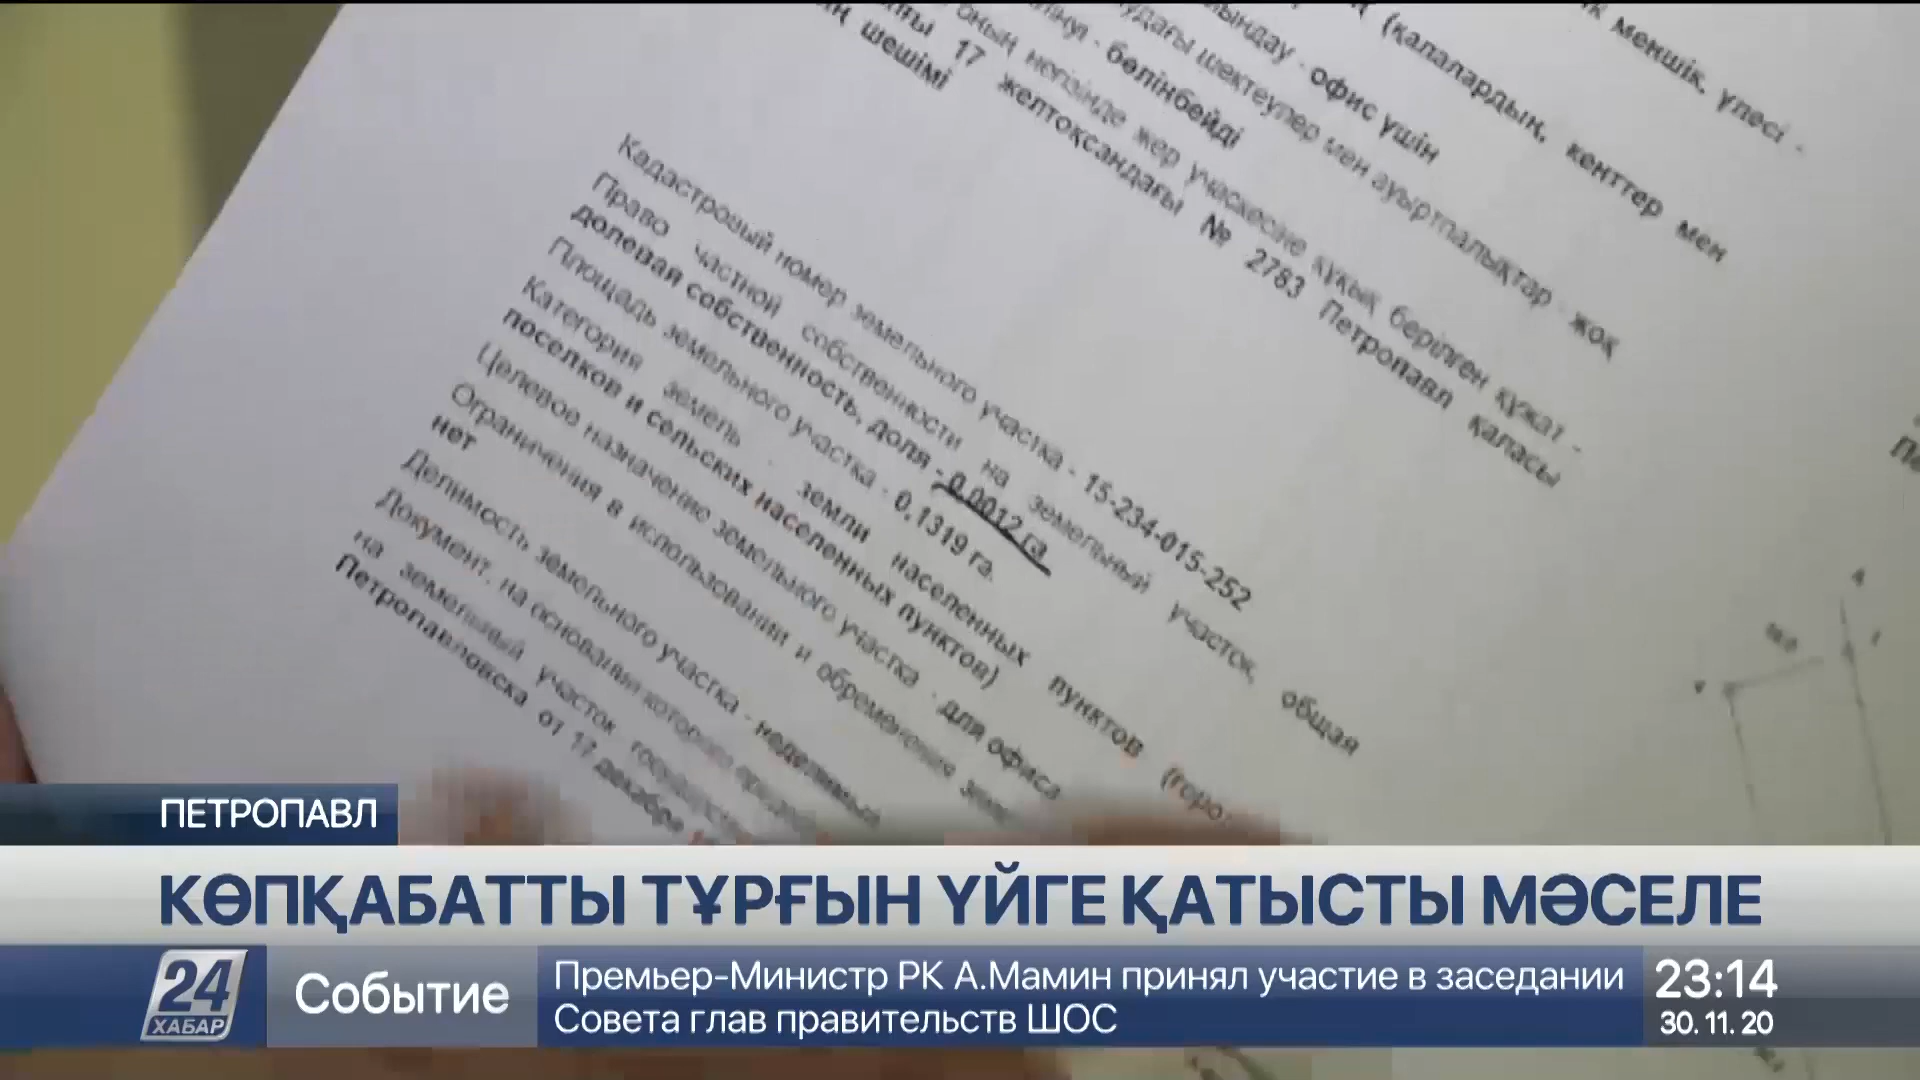 үк меншік, үлесі -
(қалалардың, кенттер мен
офис үшін
шектеулер мен ауыртпалықтар - жоқ
- бөлінбейді
оның негізінде жер учаскесіне құқық берілген құжат -
17 желтоқсандағы № 2783 Петропавл қаласы
шешімі
Кадастровый номер земельного участка - 15-234-015-252
Право частной собственности на земельный участок, общая
долевая собственность, доля - 0,0012 га
Площадь земельного участка - 0,1319 га.
Категория земель - земли населенных пунктов (горо
поселков и сельских населенных пунктов)
Целевое назначение земельного участка - для офиса
Ограничения в использовании и обременения зем
нет
Делимость земельного участка - неделимый
Документ, на основании которого
на земельный участок
Петропавловска от 17 декабря
ПЕТРОПАВЛ
КӨПҚАБАТТЫ ТҰРҒЫН ҮЙГЕ ҚАТЫСТЫ МӘСЕЛЕ
24 ХАБАР
Событие
Премьер-Министр РК А.Мамин принял участие в заседании
Совета глав правительств ШОС
23:14
30. 11. 20